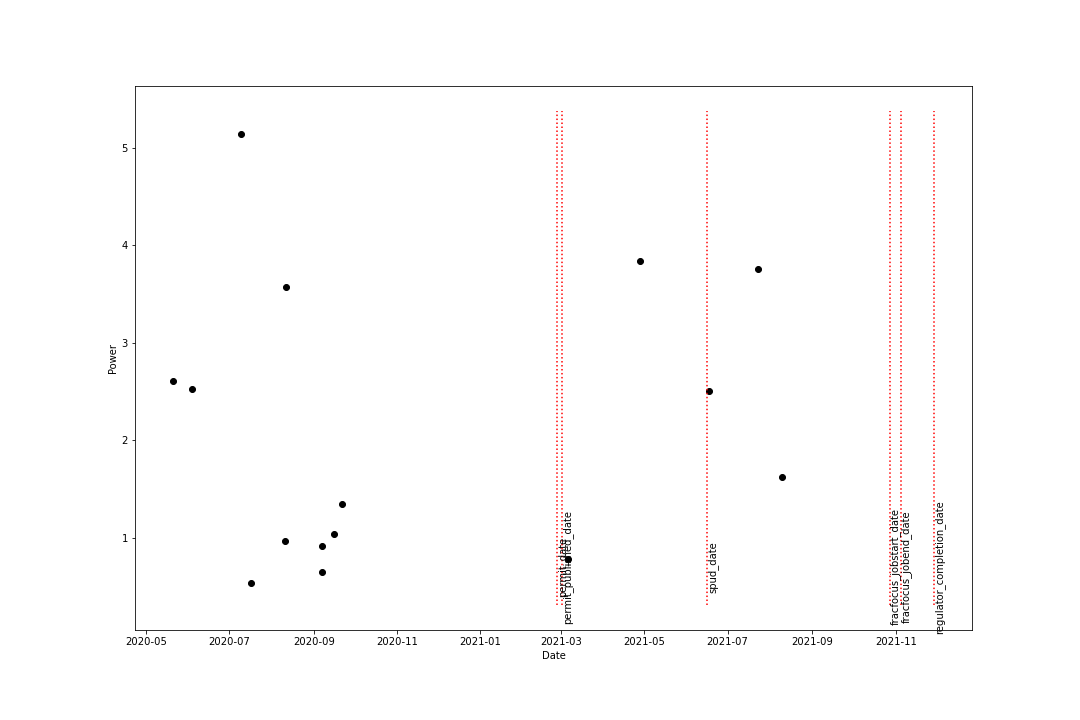 5
4
3
2
1
Power
permit_date
permit_published_date
spud_date
fracfocus_jobstart_date
fracfocus_jobend_date
regulator_completion_date
2020-05 2020-07 2020-09 2020-11 2021-01 2021-03 2021-05 2021-07 2021-09 2021-11
Date